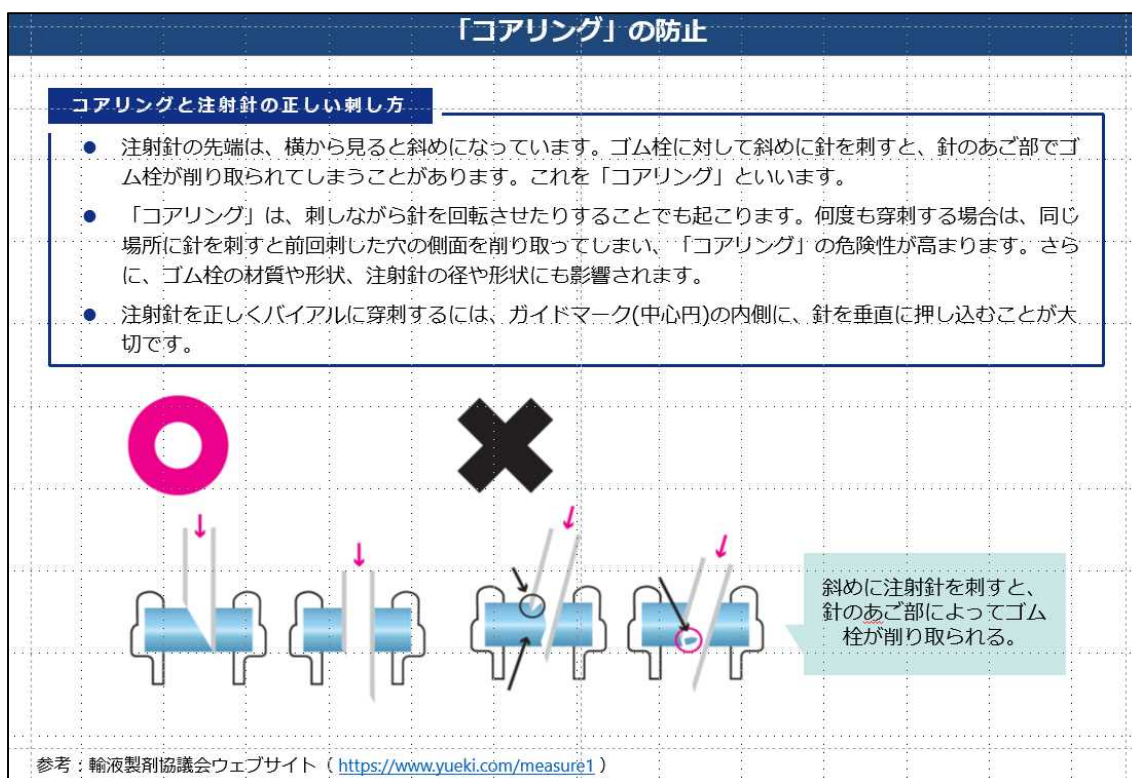 「コアリング」の防止
コアリングと注射針の正しい刺し方
● 注射針の先端は、横から見ると斜めになっています。ゴム栓に対して斜めに針を刺すと、針のあご部でゴ
ム栓が削り取られてしまうことがあります。これを「コアリング」といいます。
● 「コアリング」は、刺しながら針を回転させたりすることでも起こります。何度も穿刺する場合は、同じ
場所に針を刺すと前回刺した穴の側面を削り取ってしまい、「コアリング」の危険性が高まります。さら
に、ゴム栓の材質や形状、注射針の径や形状にも影響されます。
● 注射針を正しくバイアルに穿刺するには、ガイドマーク(中心円)の内側に、針を垂直に押し込むことが大
切です。
斜めに注射針を刺すと、
針のあご部によってゴム
栓が削り取られる。
参考：輸液製剤協議会ウェブサイト（ https://www.yueki.com/measure1 ）